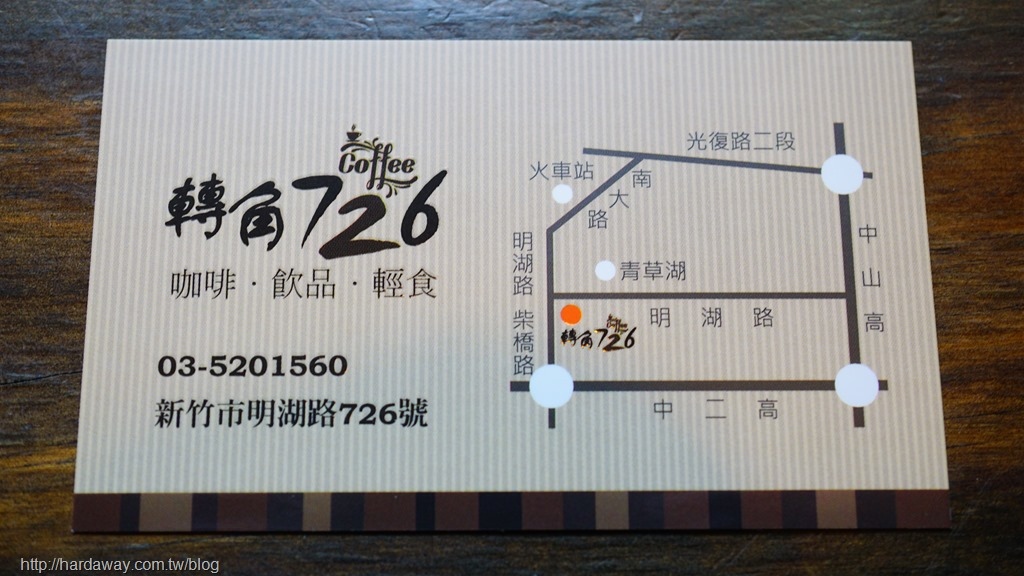 Coffee
轉角726
咖啡·飲品·輕食
03-5201560
新竹市明湖路726號
光復路二段
火車站
南大路
明湖路
青草湖
中山高
明湖路
柴橋路
Coffee
轉角726
中二高
http://hardaway.com.tw/blog